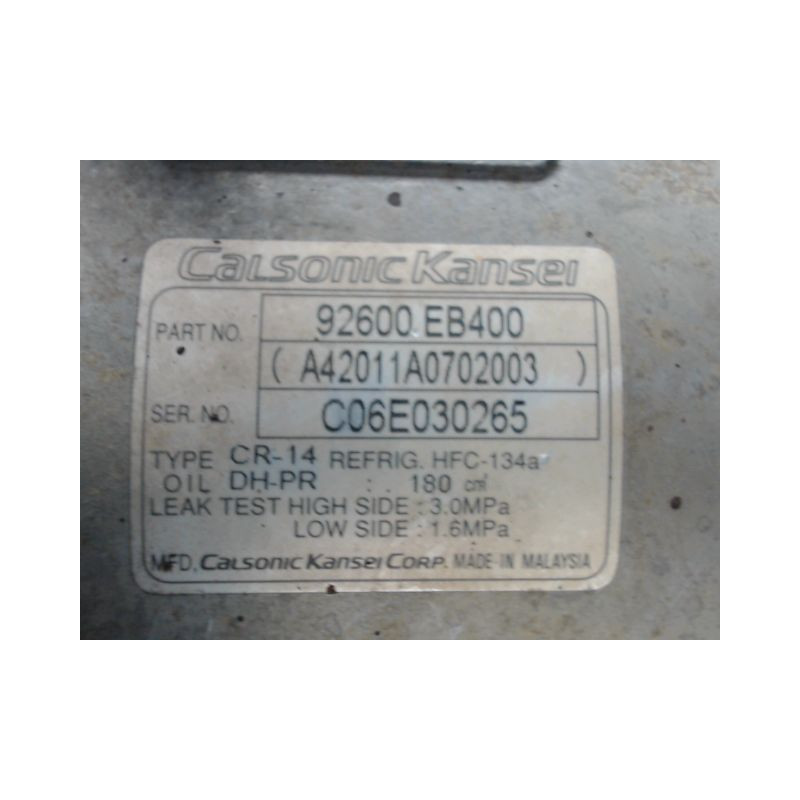 Calsonic Kansei
PART NO. 92600 EB400
( A42011A0702003 )
SER. NO. C06E030265
TYPE CR-14 REFRIG. HFC-134a
OIL DH-PR : 180 cm³
LEAK TEST HIGH SIDE : 3.0MPa
LOW SIDE : 1.6MPa
MFD. CALSONIC KANSEI CORP. MADE IN MALAYSIA